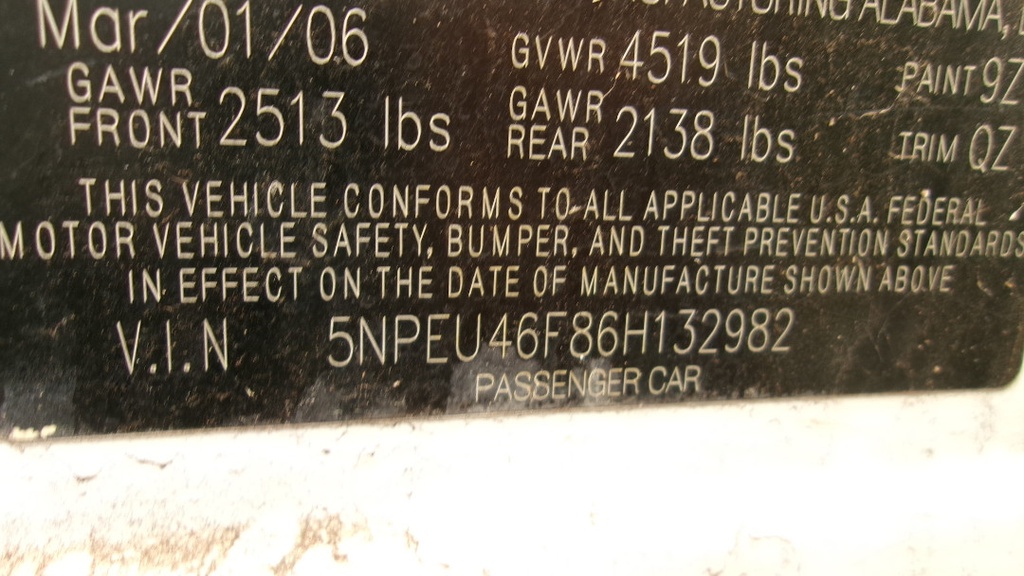 MANUFACTURING ALABAMA,
Mar/01/06 GVWR 4519 lbs PAINT 9Z
GAWR FRONT 2513 lbs GAWR REAR 2138 lbs TRIM QZ
THIS VEHICLE CONFORMS TO ALL APPLICABLE U.S.A. FEDERAL
MOTOR VEHICLE SAFETY, BUMPER, AND THEFT PREVENTION STANDARDS
IN EFFECT ON THE DATE OF MANUFACTURE SHOWN ABOVE
V.I.N 5NPEU46F86H132982
PASSENGER CAR